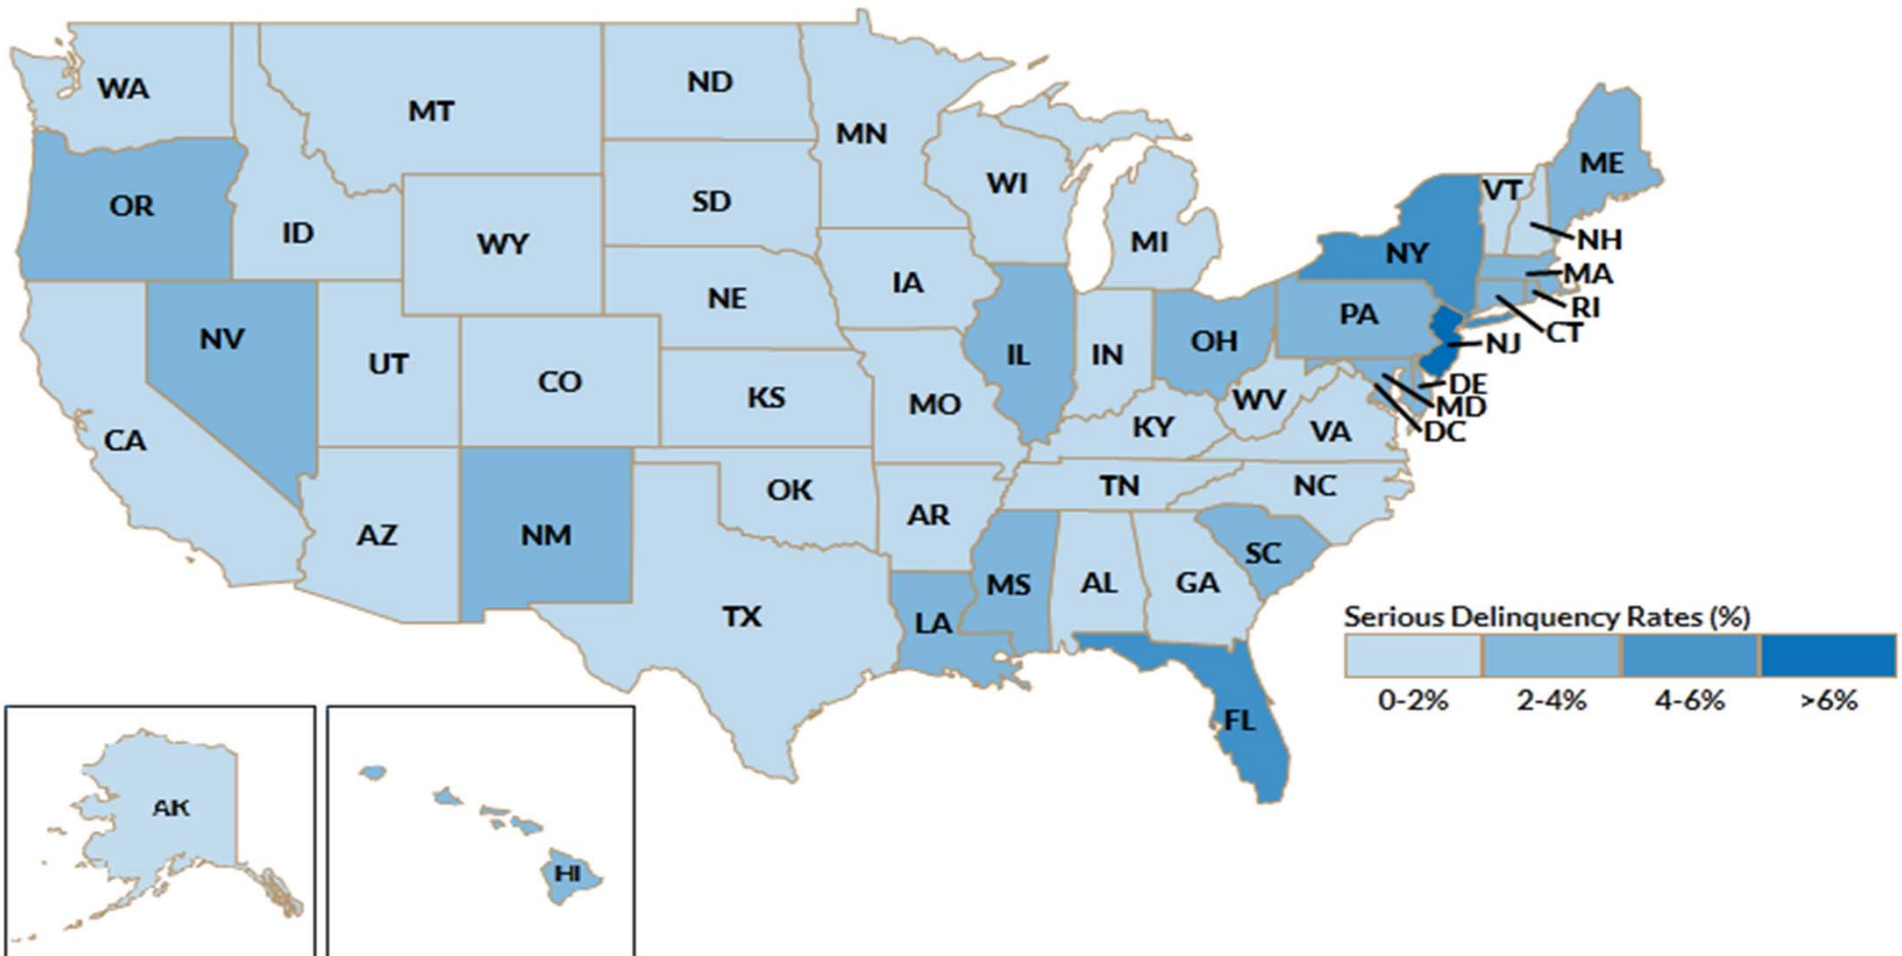 WA
MT
ND
MN
OR
ID
WY
SD
WI
MI
NY
VT
ME
NH
MA
RI
CT
NJ
DE
MD
DC
NV
UT
CO
NE
IA
IL
IN
OH
PA
CA
KS
MO
KY
WV
VA
AZ
NM
OK
AR
TN
NC
TX
LA
MS
AL
GA
SC
FL
AK
HI
Serious Delinquency Rates (%)
0-2% 2-4% 4-6% >6%